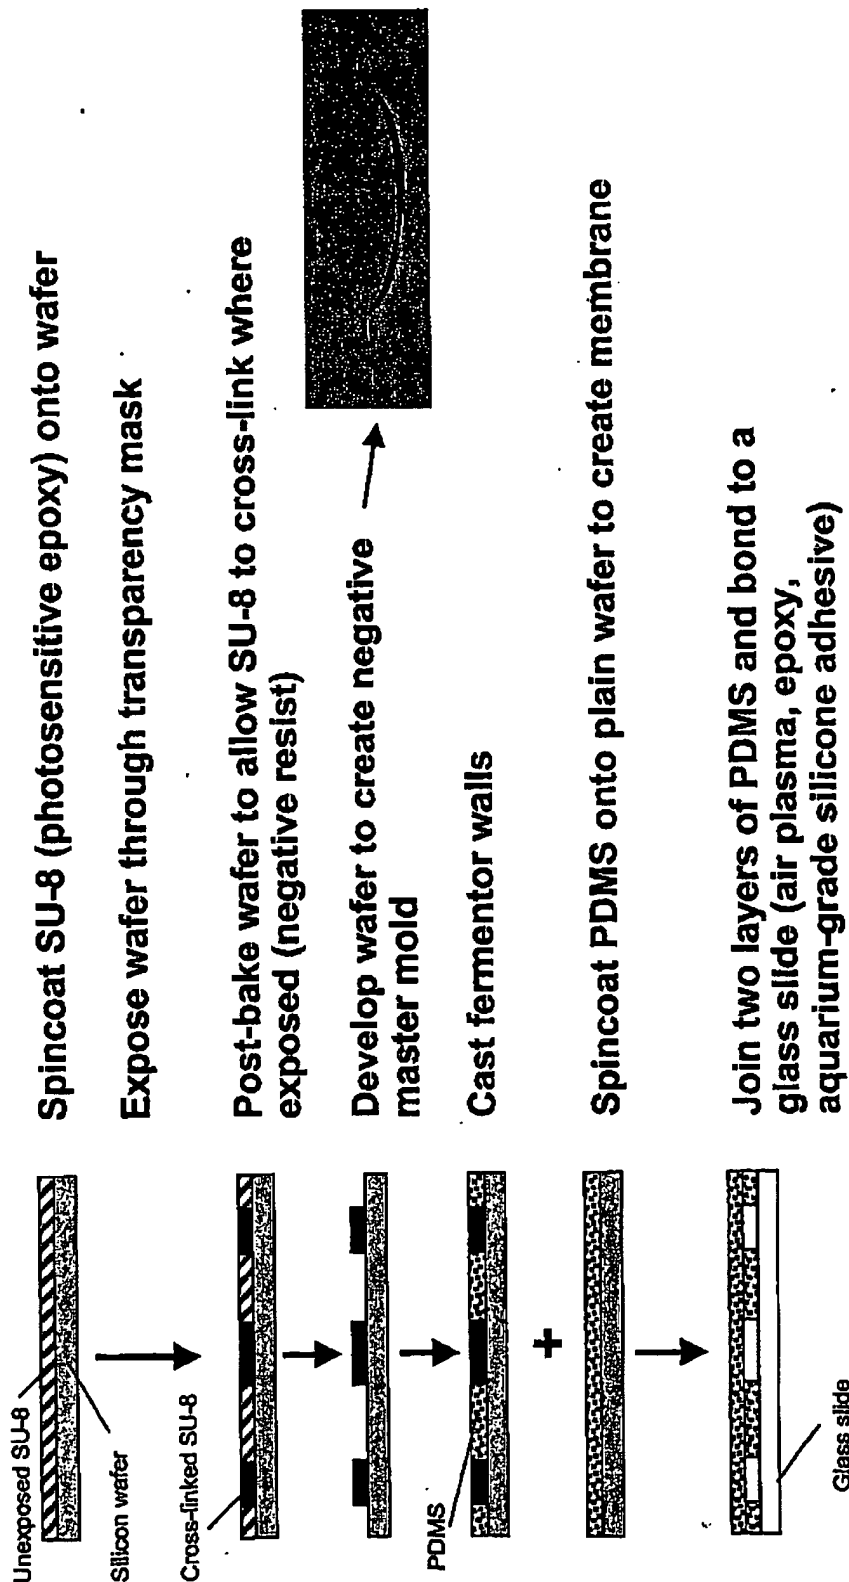 Unexposed SU-8
Silicon wafer
Spincoat SU-8 (photosensitive epoxy) onto wafer
Expose wafer through transparency mask
Cross-linked SU-8
Post-bake wafer to allow SU-8 to cross-link where
exposed (negative resist)
Develop wafer to create negative
master mold
PDMS
Cast fermentor walls
+
Spincoat PDMS onto plain wafer to create membrane
Join two layers of PDMS and bond to a
glass slide (air plasma, epoxy,
aquarium-grade silicone adhesive)
Glass slide